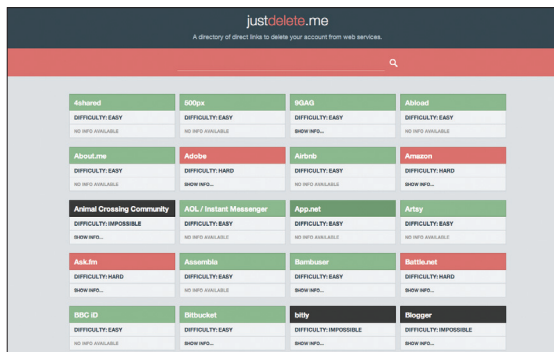 justdelete.me
A directory of direct links to delete your account from web services.
4shared
DIFFICULTY: EASY
NO INFO AVAILABLE
500px
DIFFICULTY: EASY
NO INFO AVAILABLE
9GAG
DIFFICULTY: EASY
SHOW INFO...
Abload
DIFFICULTY: EASY
NO INFO AVAILABLE
About.me
DIFFICULTY: EASY
NO INFO AVAILABLE
Adobe
DIFFICULTY: HARD
SHOW INFO...
Airbnb
DIFFICULTY: EASY
NO INFO AVAILABLE
Amazon
DIFFICULTY: HARD
SHOW INFO...
Animal Crossing Community
DIFFICULTY: IMPOSSIBLE
SHOW INFO...
AOL / Instant Messenger
DIFFICULTY: EASY
NO INFO AVAILABLE
App.net
DIFFICULTY: EASY
NO INFO AVAILABLE
Artsy
DIFFICULTY: EASY
NO INFO AVAILABLE
Ask.fm
DIFFICULTY: HARD
SHOW INFO...
Assembla
DIFFICULTY: EASY
NO INFO AVAILABLE
Bambuser
DIFFICULTY: EASY
SHOW INFO...
Battle.net
DIFFICULTY: HARD
SHOW INFO...
BBC iD
DIFFICULTY: EASY
NO INFO AVAILABLE
Bitbucket
DIFFICULTY: EASY
SHOW INFO...
bitly
DIFFICULTY: IMPOSSIBLE
SHOW INFO...
Blogger
DIFFICULTY: IMPOSSIBLE
SHOW INFO...